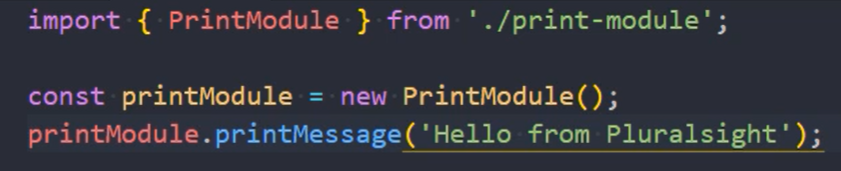 import { PrintModule } from './print-module';
const printModule = new PrintModule();
printModule.printMessage('Hello from Pluralsight');